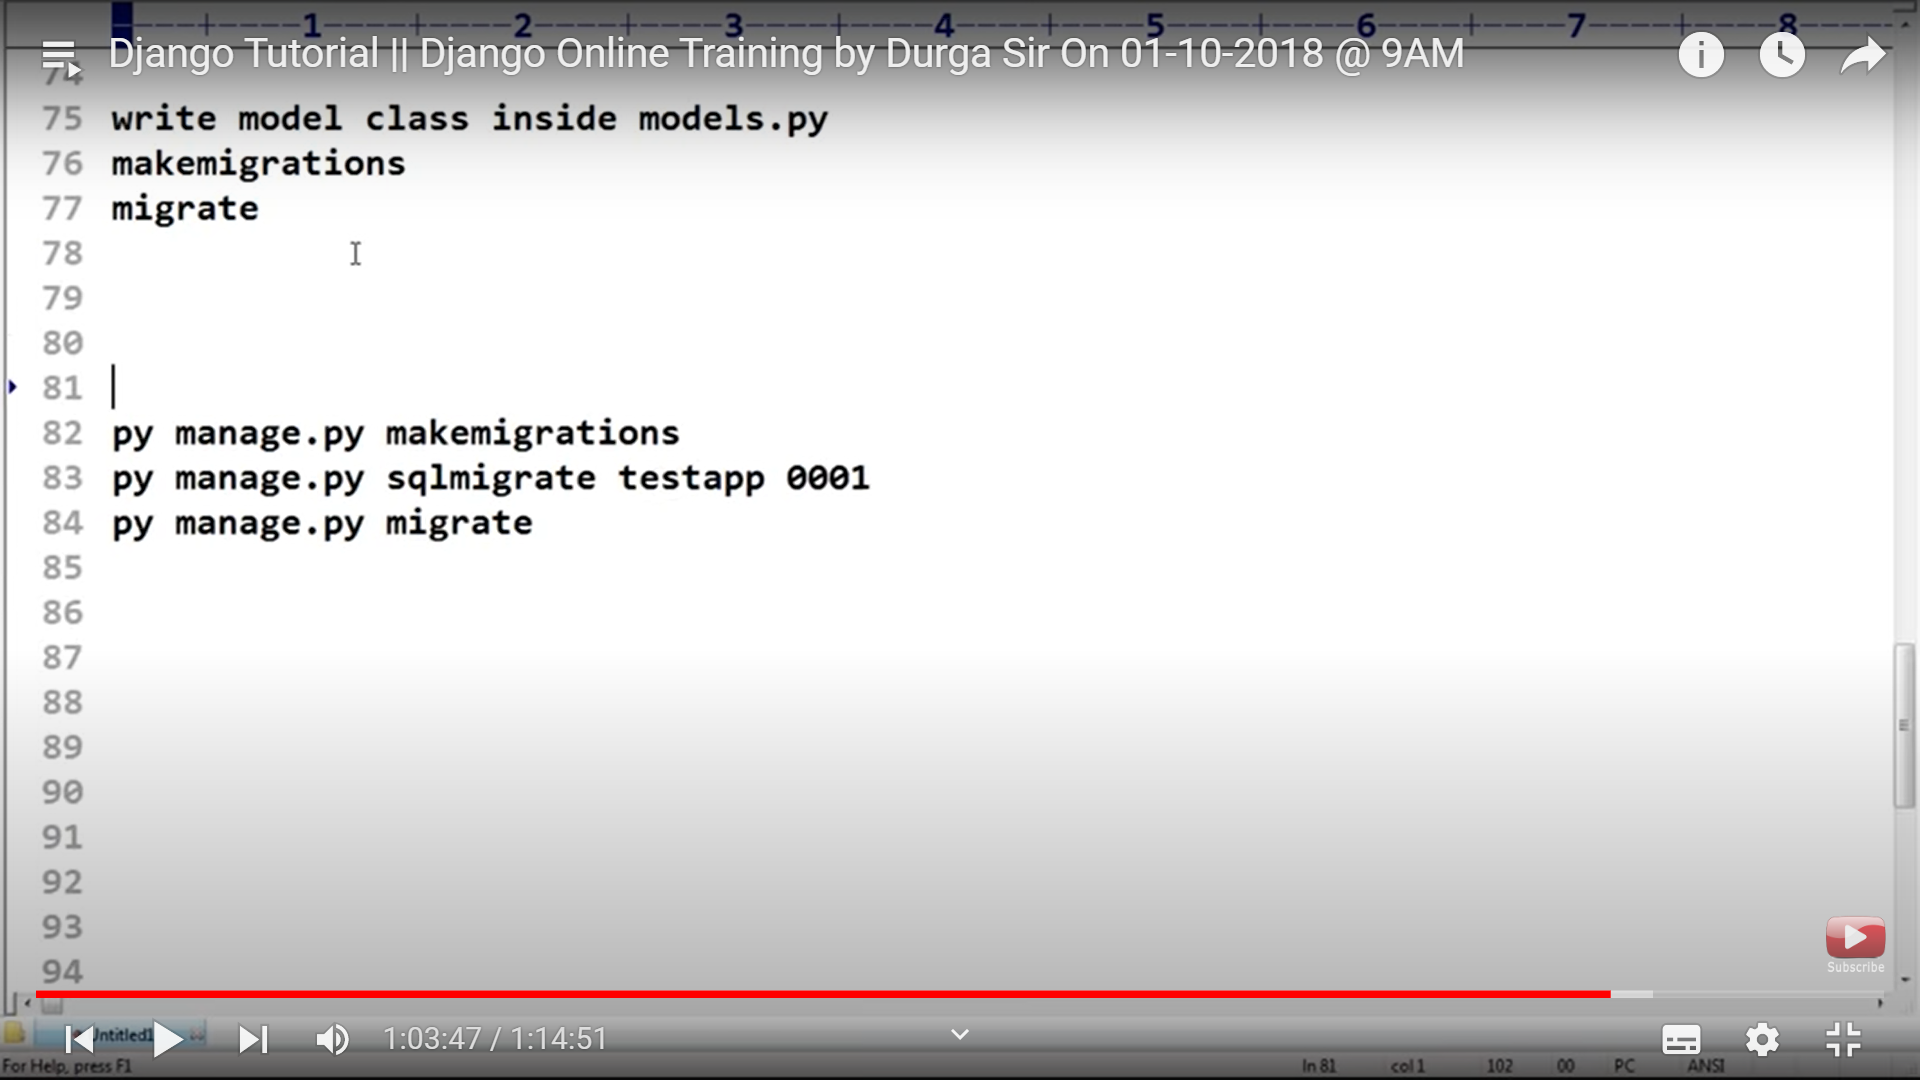 1 2 3 4 5 6 7 8
Django Tutorial || Django Online Training by Durga Sir On 01-10-2018 @ 9AM
74
75 write model class inside models.py
76 makemigrations
77 migrate
78
79
80
81
82 py manage.py makemigrations
83 py manage.py sqlmigrate testapp 0001
84 py manage.py migrate
85
86
87
88
89
90
91
92
93
94
Subscribe
Untitled1
1:03:47 / 1:14:51
For Help, press F1 ln 81 col 1 102 00 PC ANSI